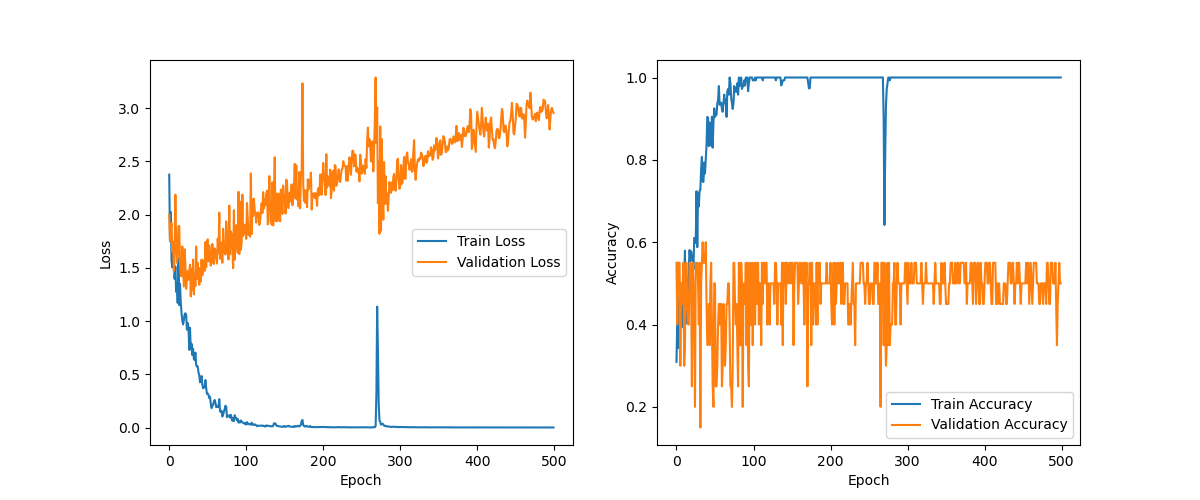 3.0
2.5
2.0
1.5
1.0
0.5
0.0
Loss
0 100 200 300 400 500
Epoch
Train Loss
Validation Loss
1.0
0.8
0.6
0.4
0.2
Accuracy
0 100 200 300 400 500
Epoch
Train Accuracy
Validation Accuracy